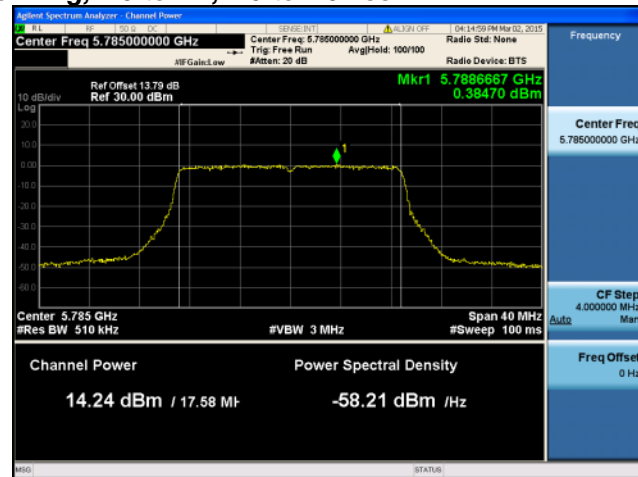 Agilent Spectrum Analyzer - Channel Power
RL RF 50 Ω DC SENSE:INT ALIGN OFF 04:14:59 PM Mar 02, 2015
Center Freq 5.785000000 GHz Center Freq: 5.785000000 GHz Radio Std: None Frequency
Trig: Free Run Avg|Hold: 100/100
#IFGain:Low #Atten: 20 dB Radio Device: BTS
Mkr1 5.7886667 GHz
Ref Offset 13.79 dB
10 dB/div Ref 30.00 dBm 0.38470 dBm
Log
20.0
10.0
0.00
-10.0
-20.0
-30.0
-40.0
-50.0
-60.0
1
Center Freq
5.785000000 GHz
Center 5.785 GHz Span 40 MHz
#Res BW 510 kHz #VBW 3 MHz #Sweep 100 ms
CF Step
4.000000 MHz
Auto Man
Channel Power Power Spectral Density
14.24 dBm / 17.58 MH -58.21 dBm /Hz
Freq Offset
0 Hz
MSG STATUS